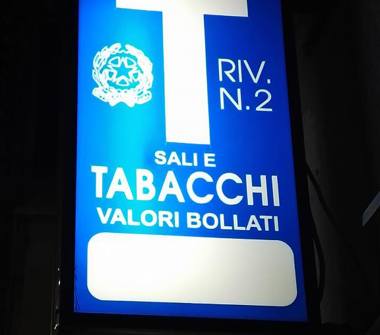 T
RIV.
N.2
SALI E
TABACCHI
VALORI BOLLATI